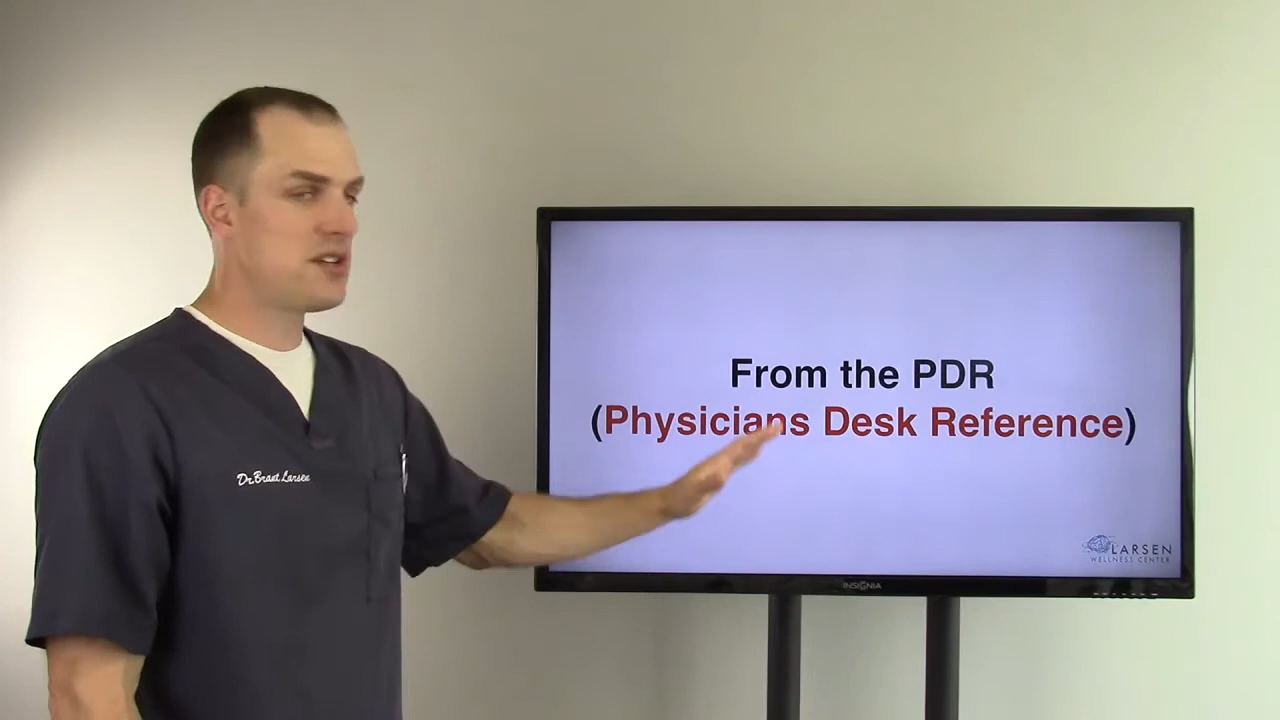 From the PDR
(Physicians Desk Reference)
Dr. Brant Larsen
LARSEN
WELLNESS CENTER
INSIGNIA